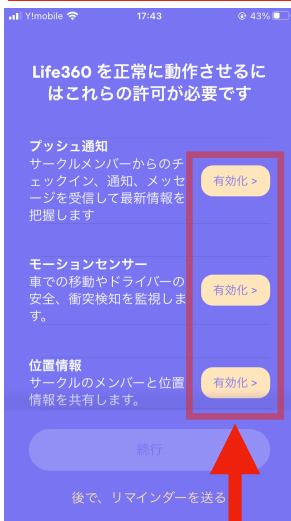 Y!mobile 17:43 43%
Life360 を正常に動作させるに
はこれらの許可が必要です
プッシュ通知
サークルメンバーからのチ
ェックイン、通知、メッセ
ージを受信して最新情報を
把握します
有効化 >
モーションセンサー
車での移動やドライバーの
安全、衝突検知を監視しま
す。
有効化 >
位置情報
サークルのメンバーと位置
情報を共有します。
有効化 >
続行
後で、リマインダーを送る